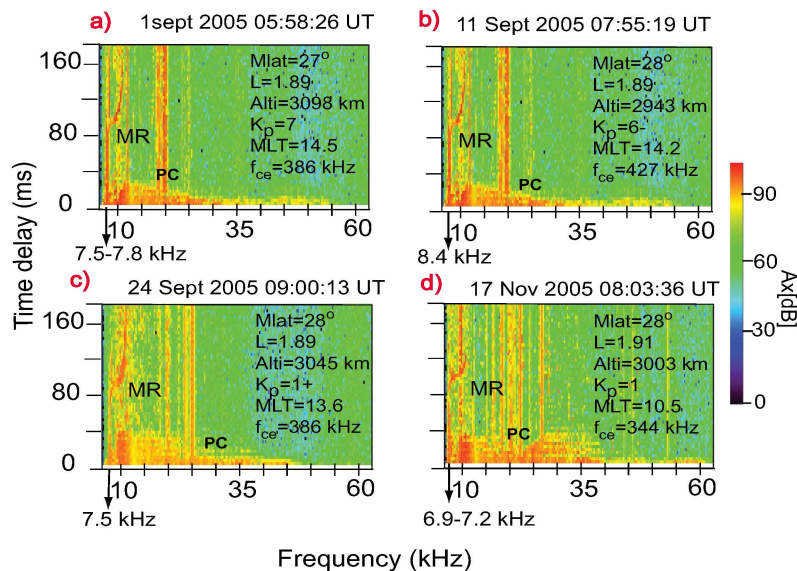 a)
1sept 2005 05:58:26 UT
160
80
0
Mlat=27°
L=1.89
Alti=3098 km
Kp=7
MLT=14.5
fce=386 kHz
MR
PC
10 35 60
7.5-7.8 kHz
b)
11 Sept 2005 07:55:19 UT
160
80
0
Mlat=28°
L=1.89
Alti=2943 km
Kp=6-
MLT=14.2
fce=427 kHz
MR
PC
10 35 60
8.4 kHz
c)
24 Sept 2005 09:00:13 UT
160
80
0
Mlat=28°
L=1.89
Alti=3045 km
Kp=1+
MLT=13.6
fce=386 kHz
MR
PC
10 35 60
7.5 kHz
d)
17 Nov 2005 08:03:36 UT
160
80
0
Mlat=28°
L=1.91
Alti=3003 km
Kp=1
MLT=10.5
fce=344 kHz
MR
PC
10 35 60
6.9-7.2 kHz
Time delay (ms)
Frequency (kHz)
90
60
30
0
Ax[dB]